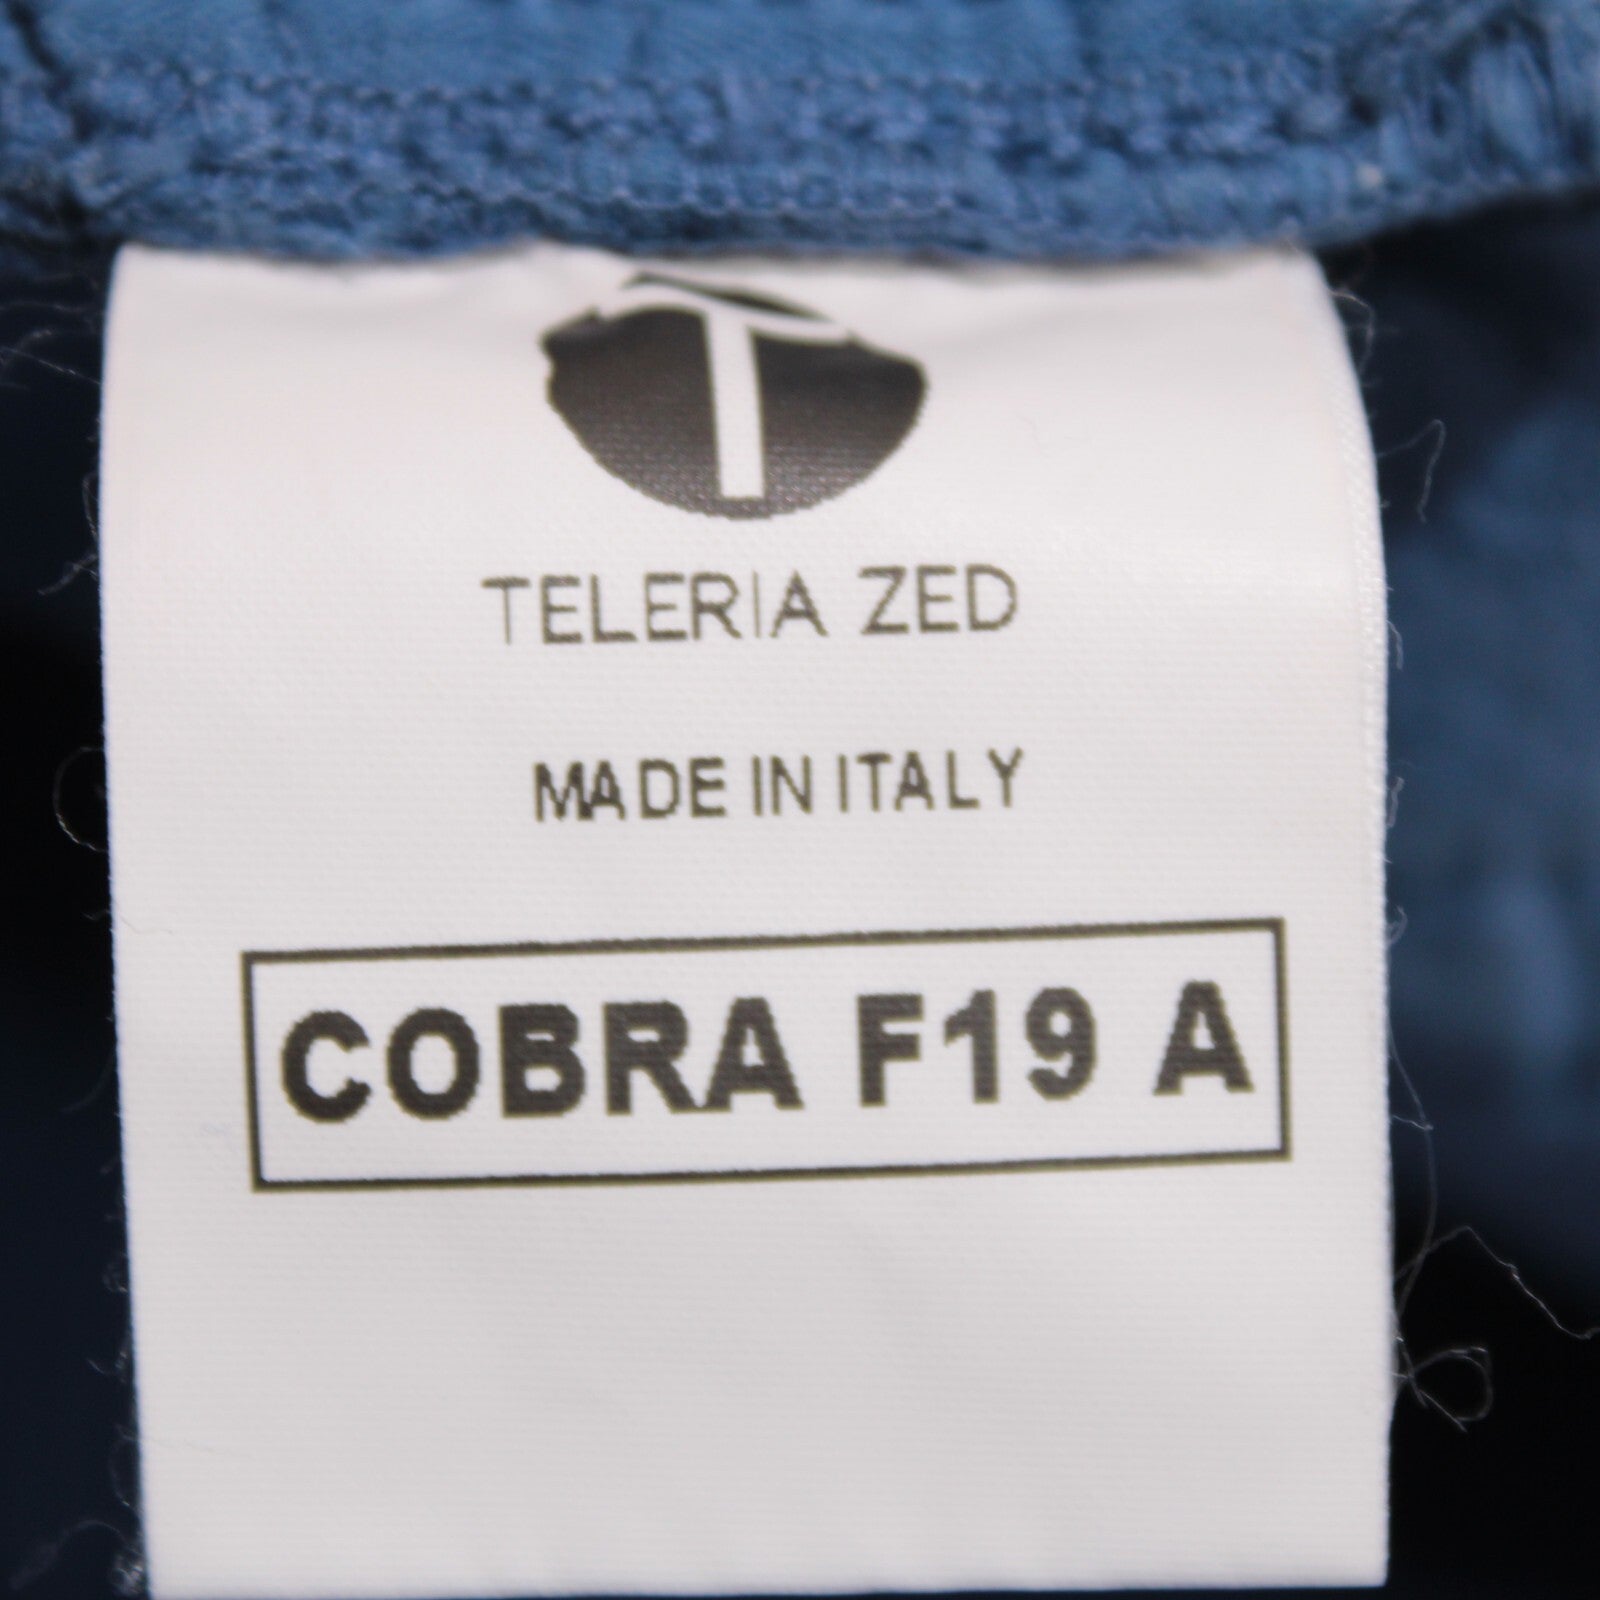 T
TELERIA ZED
MADE IN ITALY
COBRA F19 A